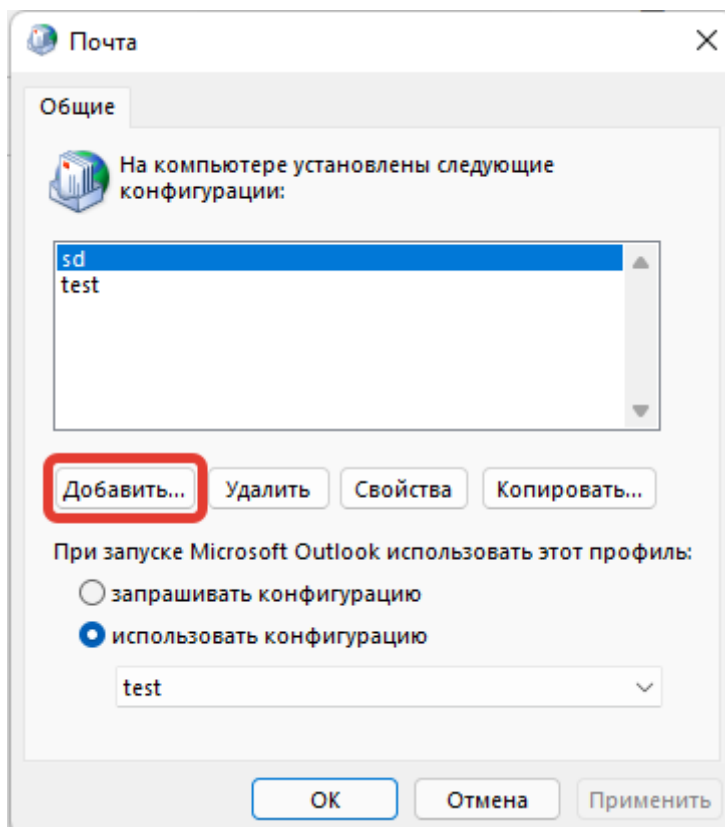 Почта
Общие
На компьютере установлены следующие
конфигурации:
sd
test
Добавить... Удалить Свойства Копировать...
При запуске Microsoft Outlook использовать этот профиль:
запрашивать конфигурацию
использовать конфигурацию
test
ОК Отмена Применить